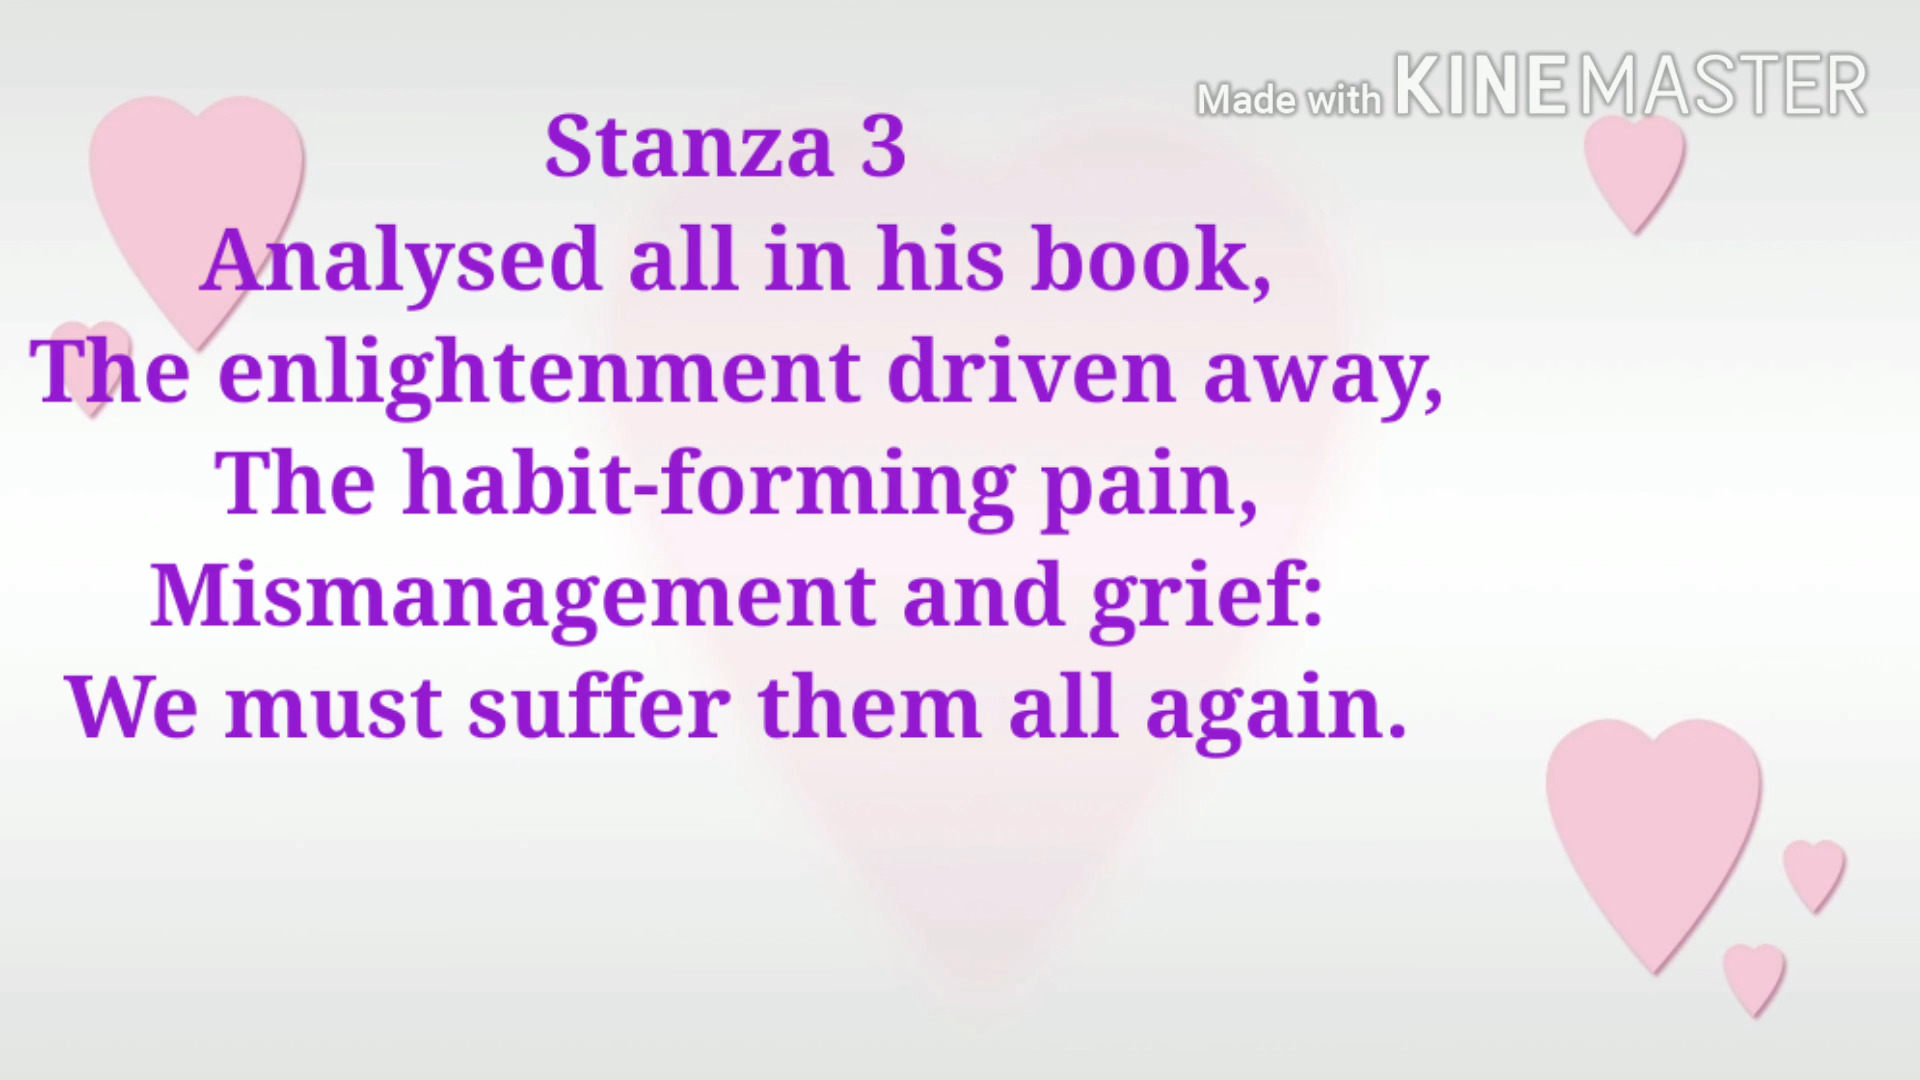 Made with KINEMASTER
Stanza 3
Analysed all in his book,
The enlightenment driven away,
The habit-forming pain,
Mismanagement and grief:
We must suffer them all again.